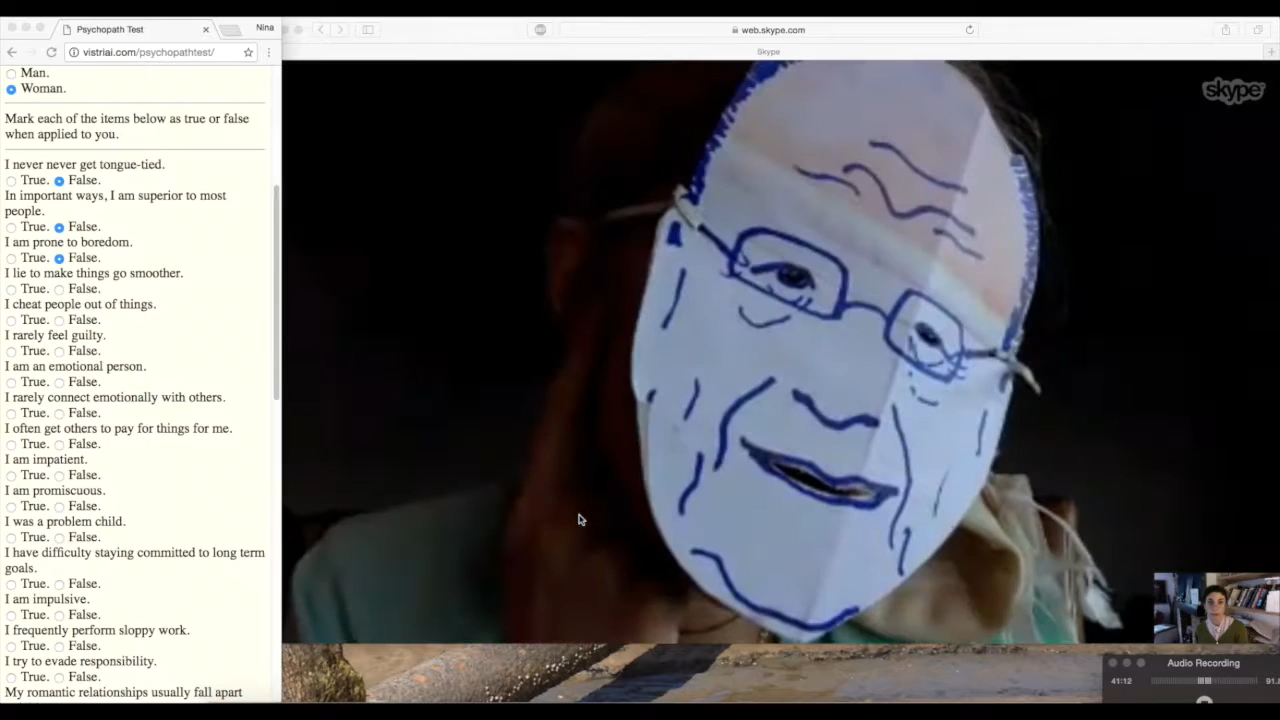 Psychopath Test
Nina
vistriai.com/psychopathtest/
Man.
Woman.
Mark each of the items below as true or false
when applied to you.
I never never get tongue-tied.
True. False.
In important ways, I am superior to most
people.
True. False.
I am prone to boredom.
True. False.
I lie to make things go smoother.
True. False.
I cheat people out of things.
True. False.
I rarely feel guilty.
True. False.
I am an emotional person.
True. False.
I rarely connect emotionally with others.
True. False.
I often get others to pay for things for me.
True. False.
I am impatient.
True. False.
I am promiscuous.
True. False.
I was a problem child.
True. False.
I have difficulty staying committed to long term
goals.
True. False.
I am impulsive.
True. False.
I frequently perform sloppy work.
True. False.
I try to evade responsibility.
True. False.
My romantic relationships usually fall apart
web.skype.com
Skype
skype
Audio Recording
41:12
91.8